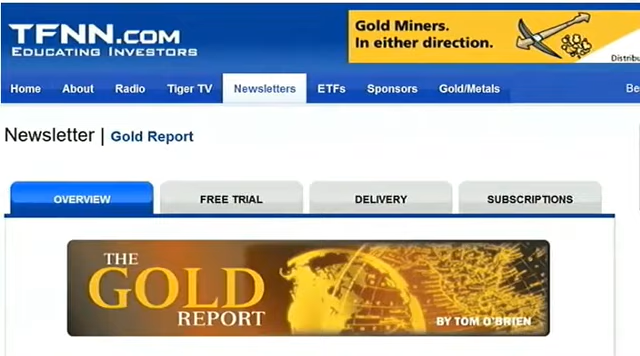 TFNN.COM
EDUCATING INVESTORS
Gold Miners.
In either direction.
Home About Radio Tiger TV Newsletters ETFs Sponsors Gold/Metals
Newsletter | Gold Report
OVERVIEW FREE TRIAL DELIVERY SUBSCRIPTIONS
THE
GOLD
REPORT
BY TOM O'BRIEN